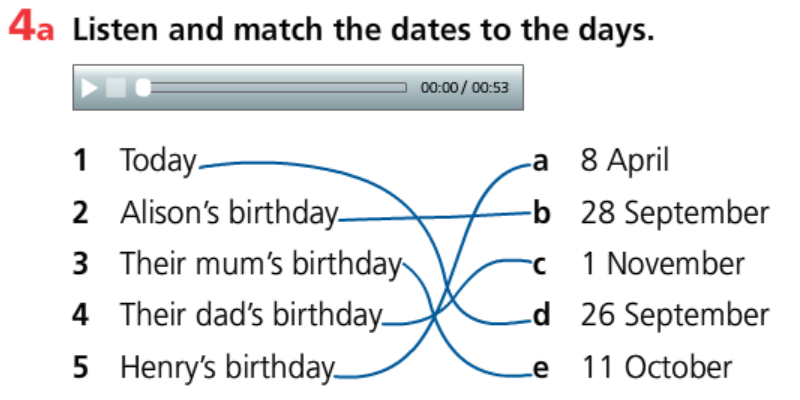 4a Listen and match the dates to the days.
00:00 / 00:53
1 Today a 8 April
2 Alison's birthday b 28 September
3 Their mum's birthday c 1 November
4 Their dad's birthday d 26 September
5 Henry's birthday e 11 October